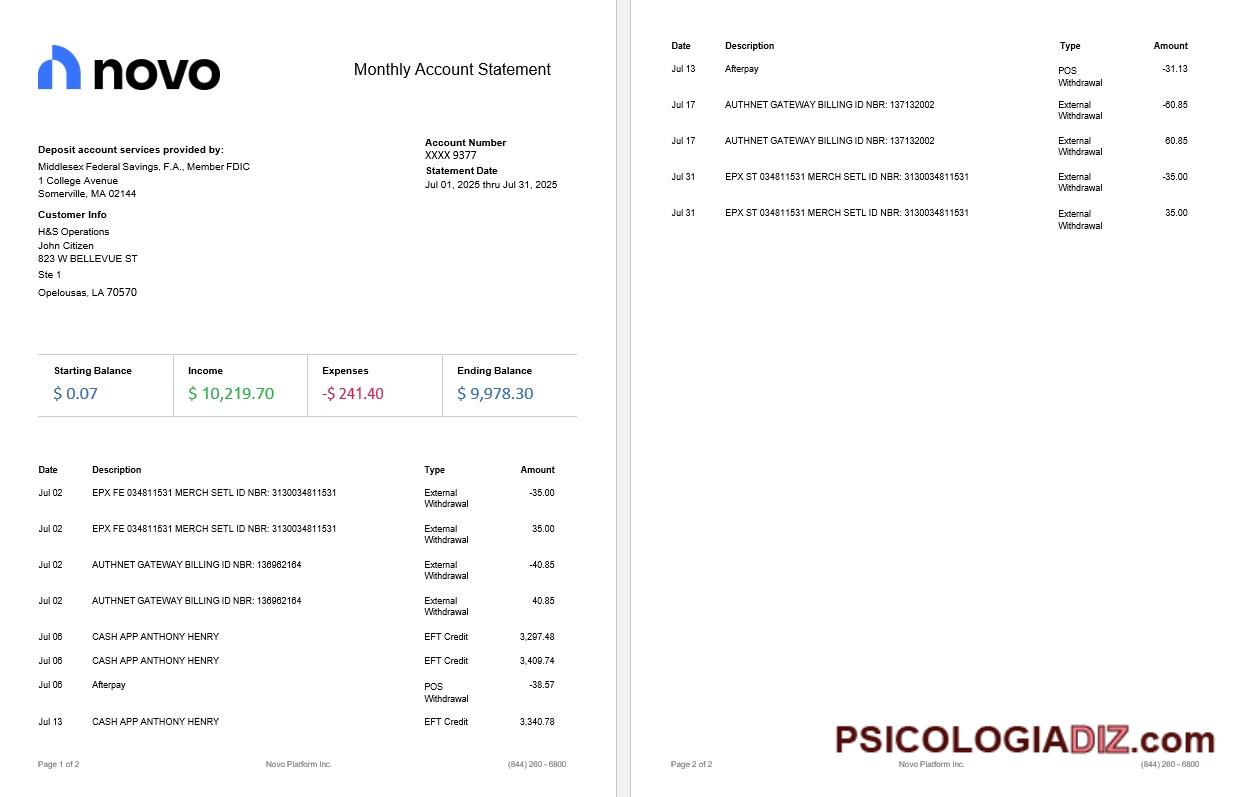 novo
Monthly Account Statement
Deposit account services provided by:
Middlesex Federal Savings, F.A., Member FDIC
1 College Avenue
Somerville, MA 02144
Account Number
XXXX 9377
Statement Date
Jul 01, 2025 thru Jul 31, 2025
Customer Info
H&S Operations
John Citizen
823 W BELLEVUE ST
Ste 1
Opelousas, LA 70570
Starting Balance Income Expenses Ending Balance
$ 0.07 $ 10,219.70 -$ 241.40 $ 9,978.30
Date Description Type Amount
Jul 02 EPX FE 034811531 MERCH SETL ID NBR: 3130034811531 External -35.00
Withdrawal
Jul 02 EPX FE 034811531 MERCH SETL ID NBR: 3130034811531 External 35.00
Withdrawal
Jul 02 AUTHNET GATEWAY BILLING ID NBR: 136962164 External -40.85
Withdrawal
Jul 02 AUTHNET GATEWAY BILLING ID NBR: 136962164 External 40.85
Withdrawal
Jul 06 CASH APP ANTHONY HENRY EFT Credit 3,297.48
Jul 06 CASH APP ANTHONY HENRY EFT Credit 3,409.74
Jul 06 Afterpay POS -38.57
Withdrawal
Jul 13 CASH APP ANTHONY HENRY EFT Credit 3,340.78
Page 1 of 2 Novo Platform Inc. (844) 260 - 6800
Date Description Type Amount
Jul 13 Afterpay POS -31.13
Withdrawal
Jul 17 AUTHNET GATEWAY BILLING ID NBR: 137132002 External -60.85
Withdrawal
Jul 17 AUTHNET GATEWAY BILLING ID NBR: 137132002 External 60.85
Withdrawal
Jul 31 EPX ST 034811531 MERCH SETL ID NBR: 3130034811531 External -35.00
Withdrawal
Jul 31 EPX ST 034811531 MERCH SETL ID NBR: 3130034811531 External 35.00
Withdrawal
PSICOLOGIADIZ.com
Page 2 of 2 Novo Platform Inc. (844) 260 - 6800